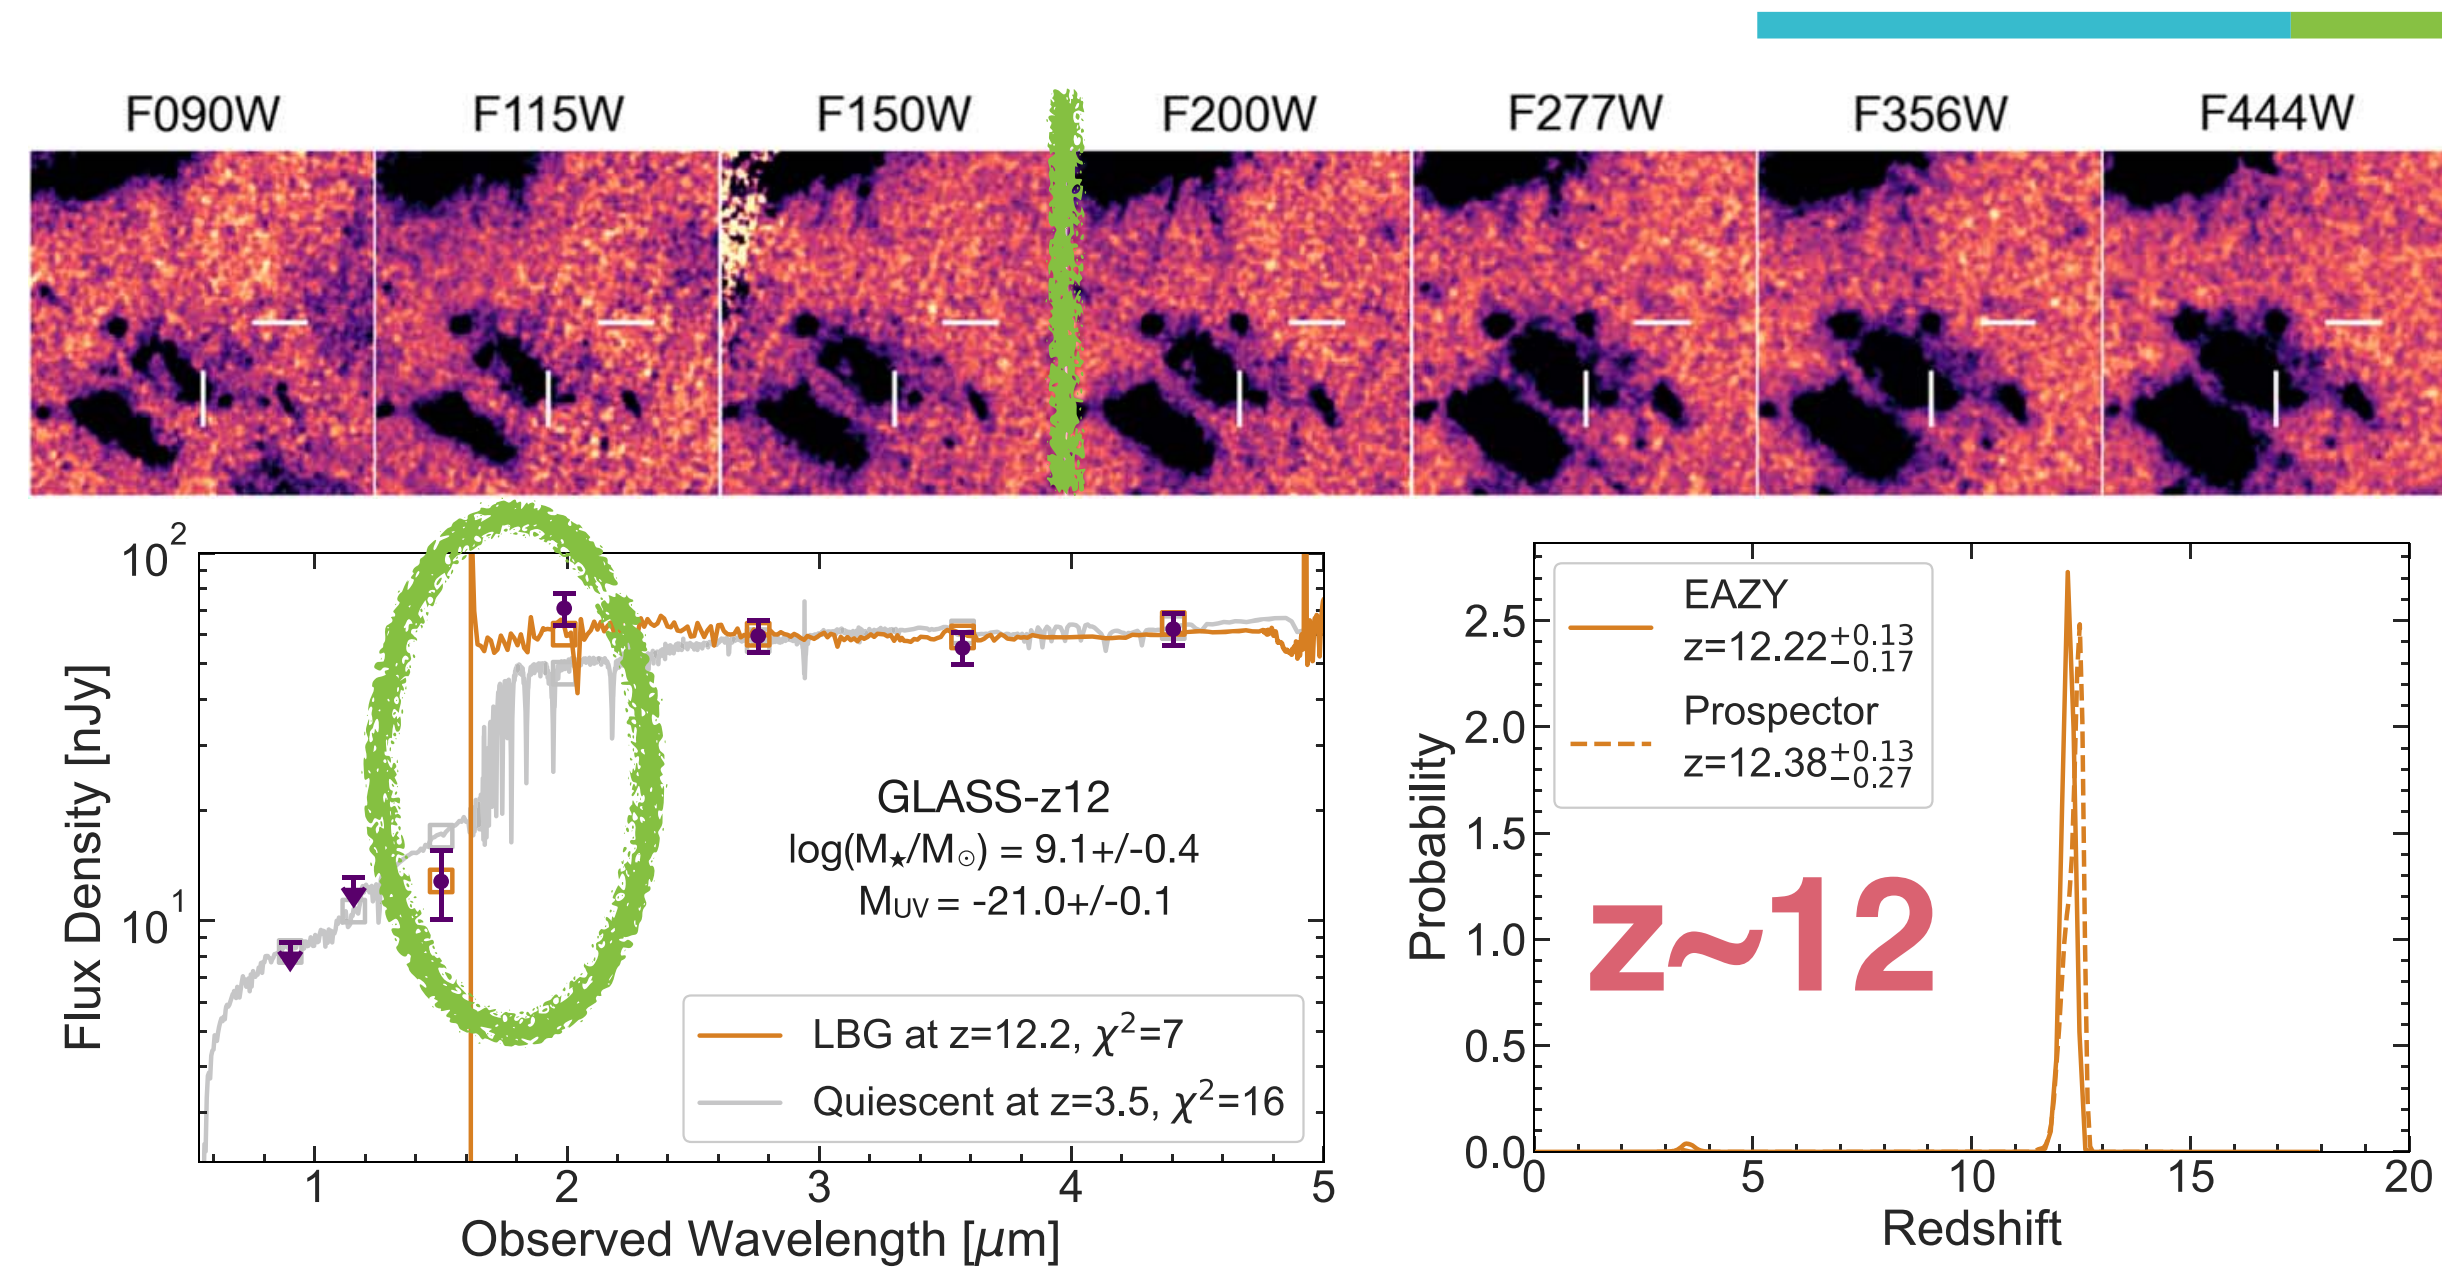 F090W F115W F150W F200W F277W F356W F444W
10²
10¹
Flux Density [nJy]
GLASS-z12
log(M★/M☉) = 9.1+/-0.4
MUV = -21.0+/-0.1
LBG at z=12.2, χ²=7
Quiescent at z=3.5, χ²=16
1 2 3 4 5
Observed Wavelength [μm]
EAZY
z=12.22+0.13−0.17
Prospector
z=12.38+0.13−0.27
z~12
2.5
2.0
1.5
1.0
0.5
0.0
Probability
0 5 10 15 20
Redshift